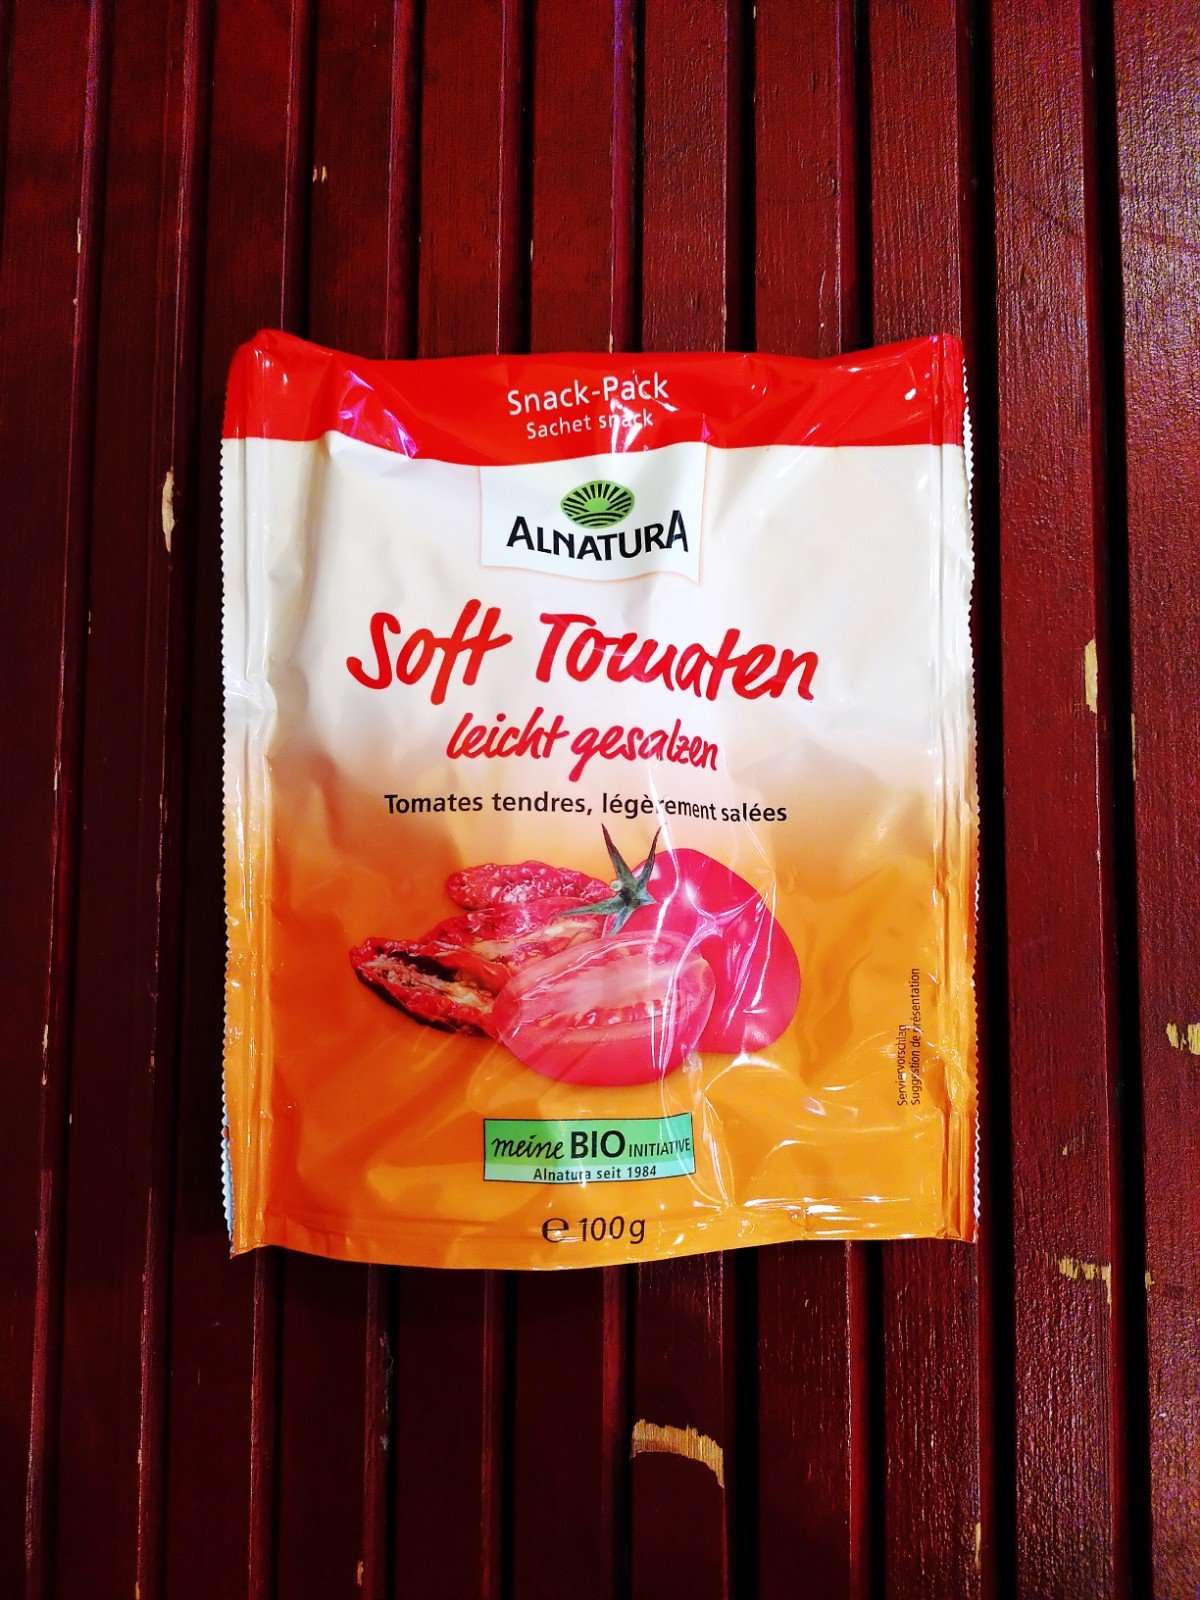 Snack-Pack
Sachet snack
ALNATURA
Soft Tomaten
leicht gesalzen
Tomates tendres, légèrement salées
Serviervorschlag
Suggestion de présentation
meine BIO INITIATIVE
Alnatura seit 1984
℮ 100 g